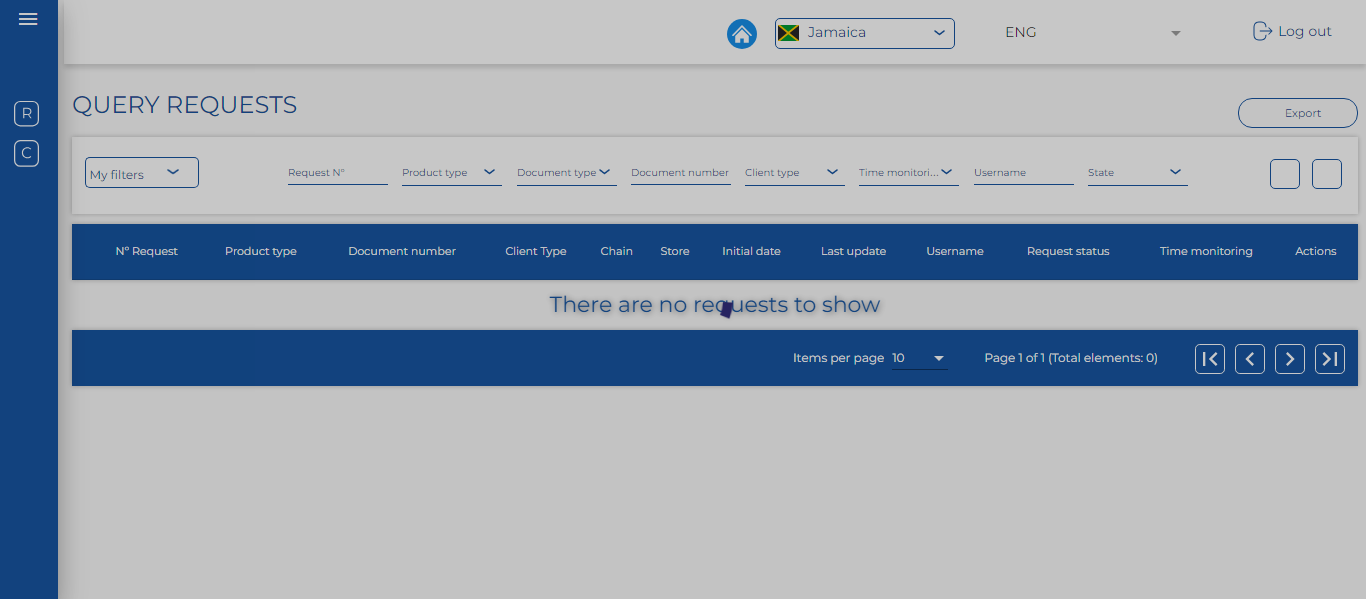 Jamaica
ENG
Log out
R
C
QUERY REQUESTS
Export
My filters
Request Nº
Product type
Document type
Document number
Client type
Time monitori...
Username
State
Nº Request Product type Document number Client Type Chain Store Initial date Last update Username Request status Time monitoring Actions
There are no requests to show
Items per page 10 Page 1 of 1 (Total elements: 0)